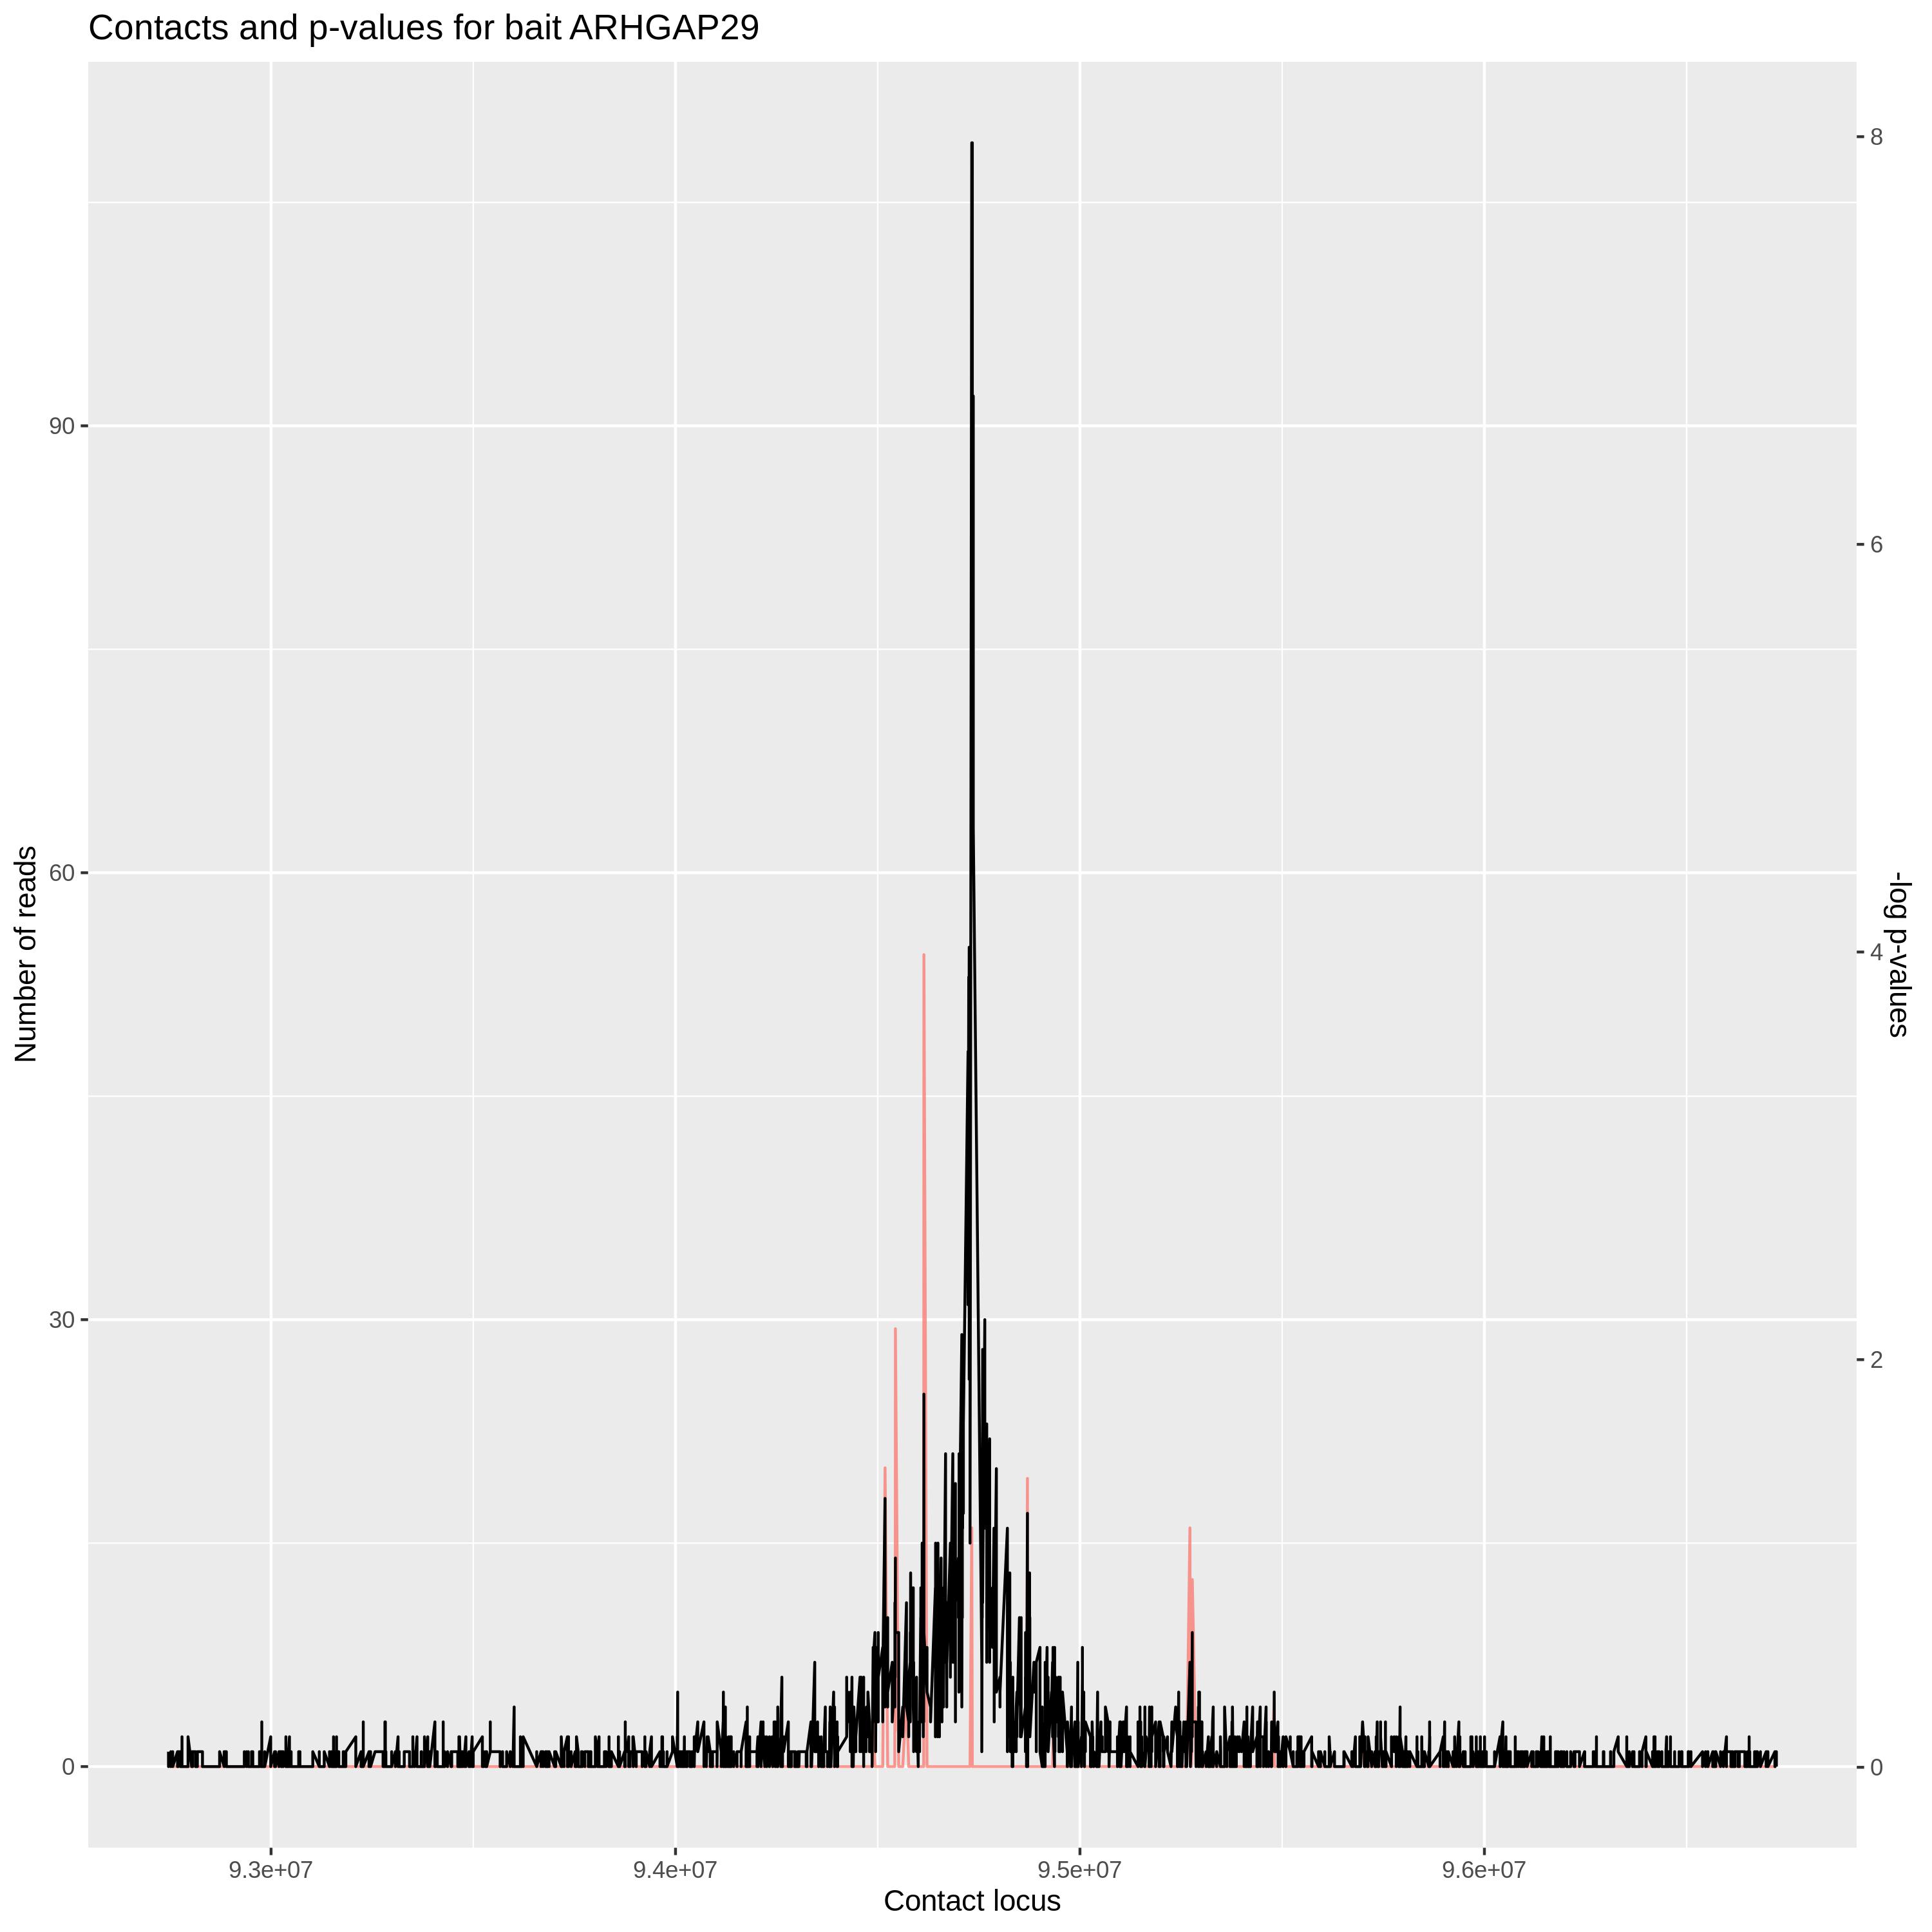 Contacts and p-values for bait ARHGAP29
Number of reads
90
60
30
0
8
6
4
2
0
-log p-values
9.3e+07
9.4e+07
9.5e+07
9.6e+07
Contact locus